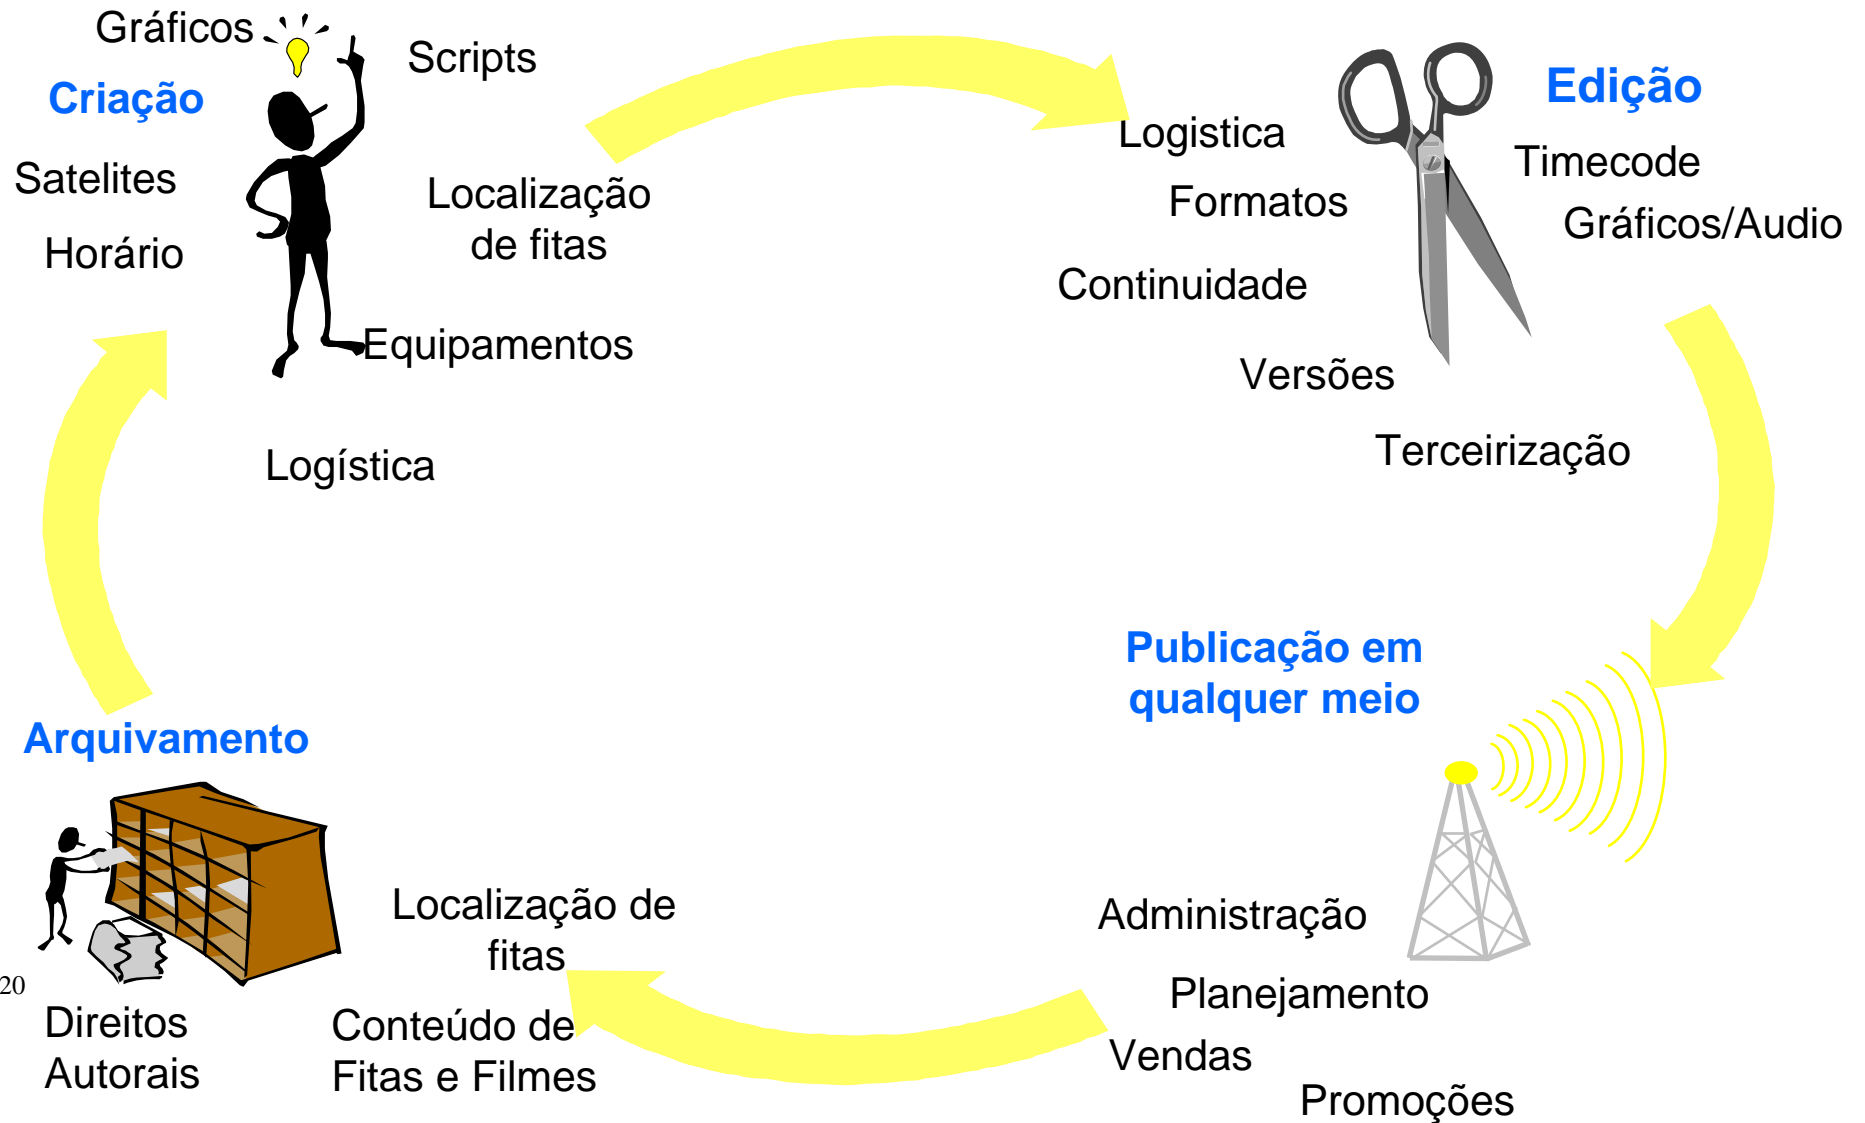 Gráficos
Scripts
Criação
Satelites
Horário
Localização
de fitas
Equipamentos
Logística
Edição
Logistica
Timecode
Formatos
Gráficos/Audio
Continuidade
Versões
Terceirização
Publicação em
qualquer meio
Administração
Planejamento
Vendas
Promoções
Arquivamento
Localização de
fitas
Direitos
Autorais
Conteúdo de
Fitas e Filmes
20